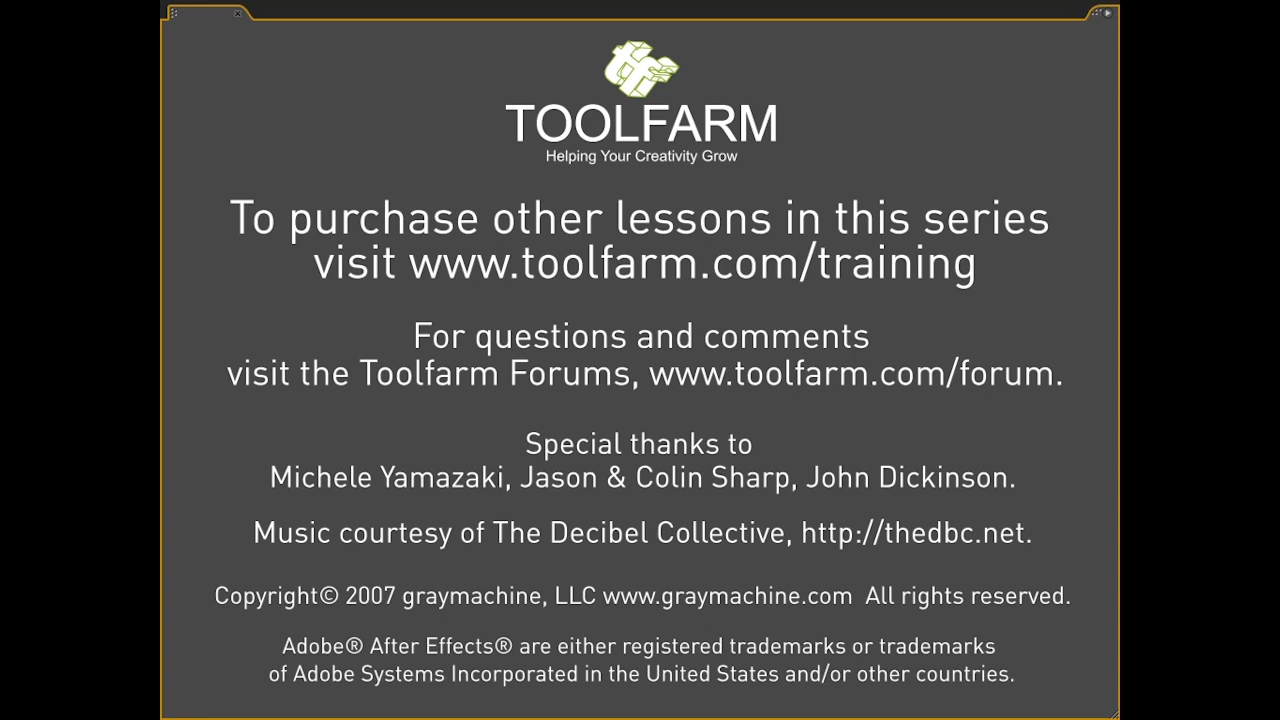 TOOLFARM
Helping Your Creativity Grow
To purchase other lessons in this series
visit www.toolfarm.com/training
For questions and comments
visit the Toolfarm Forums, www.toolfarm.com/forum.
Special thanks to
Michele Yamazaki, Jason & Colin Sharp, John Dickinson.
Music courtesy of The Decibel Collective, http://thedbc.net.
Copyright© 2007 graymachine, LLC www.graymachine.com  All rights reserved.
Adobe® After Effects® are either registered trademarks or trademarks
of Adobe Systems Incorporated in the United States and/or other countries.